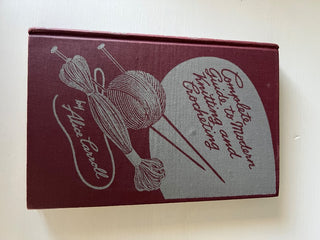 Complete
Modern
Guide to
Knitting and
Crocheting
by
Alice Carroll